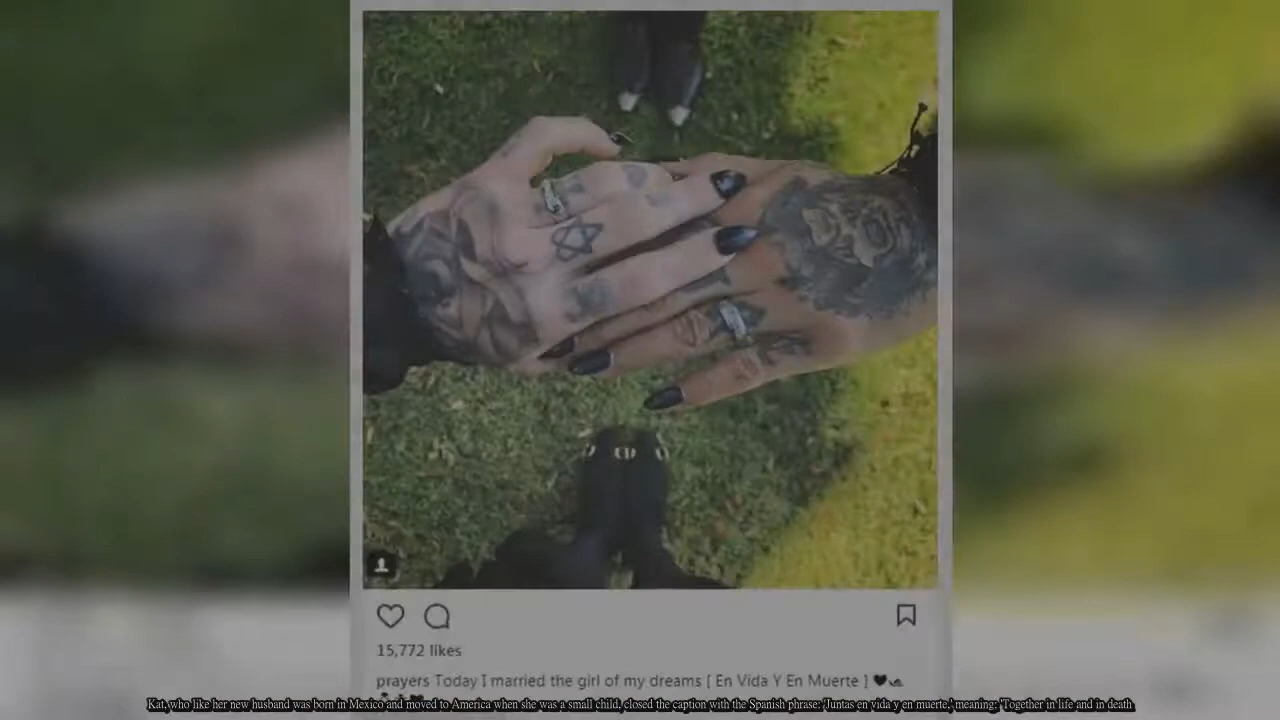 15,772 likes
prayers Today I married the girl of my dreams [ En Vida Y En Muerte ]
Kat, who like her new husband was born in Mexico and moved to America when she was a small child, closed the caption with the Spanish phrase: 'Juntas en vida y en muerte,' meaning: 'Together in life and in death